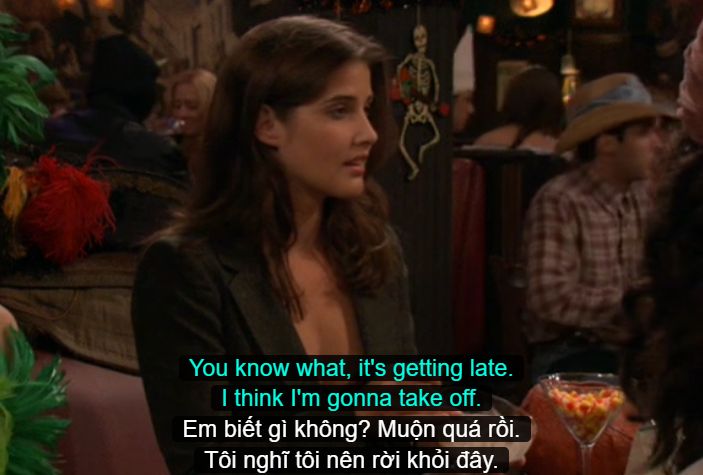 You know what, it's getting late.
I think I'm gonna take off.
Em biết gì không? Muộn quá rồi.
Tôi nghĩ tôi nên rời khỏi đây.